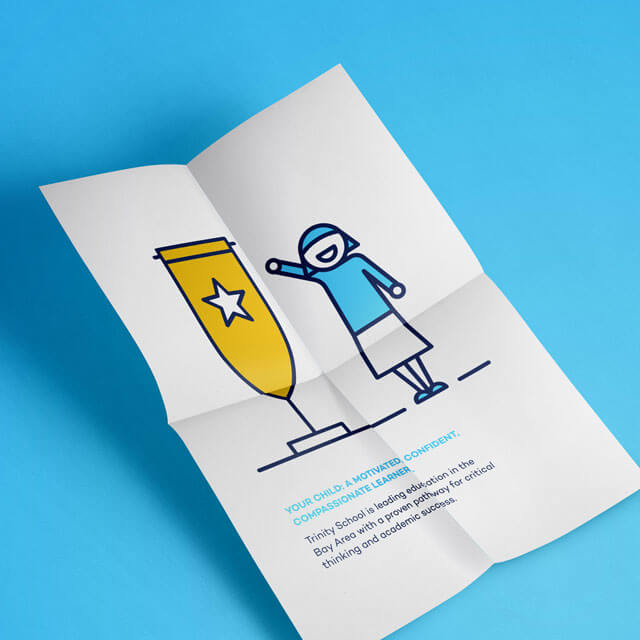 YOUR CHILD: A MOTIVATED, CONFIDENT,
COMPASSIONATE LEARNER.
Trinity School is leading education in the
Bay Area with a proven pathway for critical
thinking and academic success.